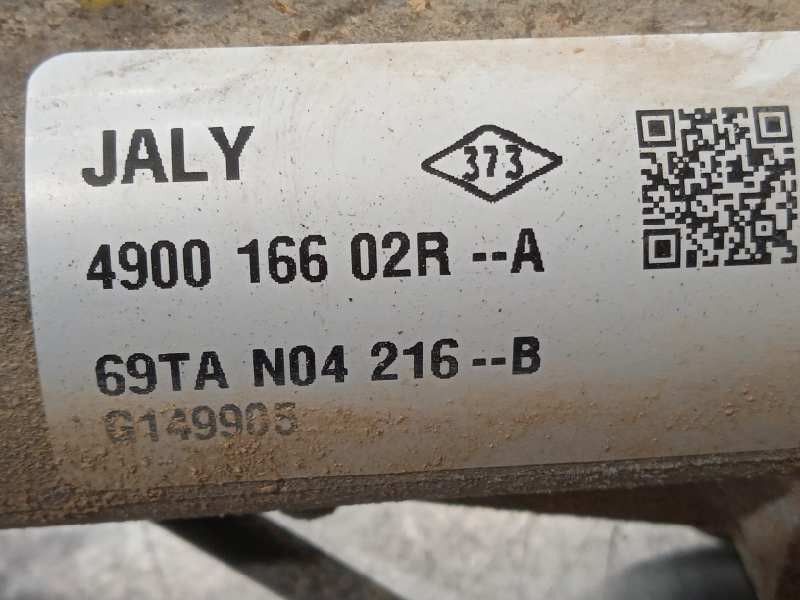 JALY
373
4900 166 02R --A
69TA N04 216 --B
G149905